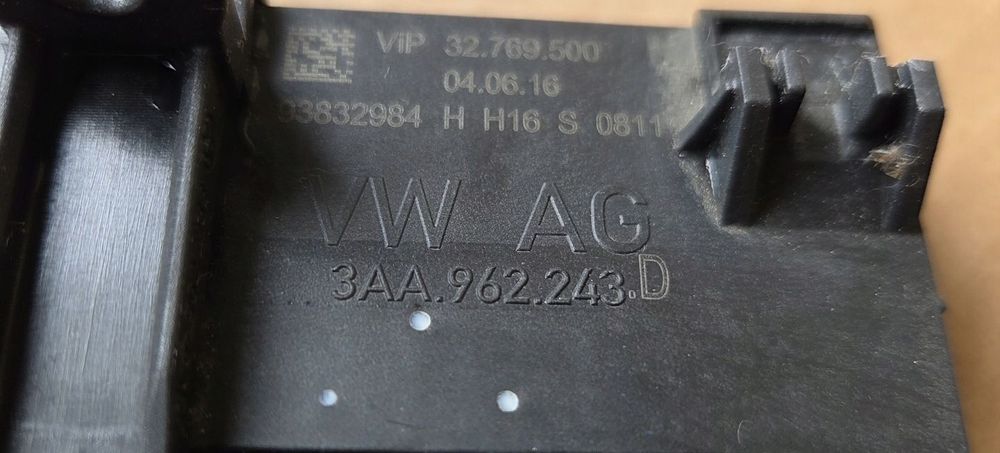 ViP 32.769.500
04.06.16
93832984 H H16 S 0811
VW AG
3AA.962.243.D